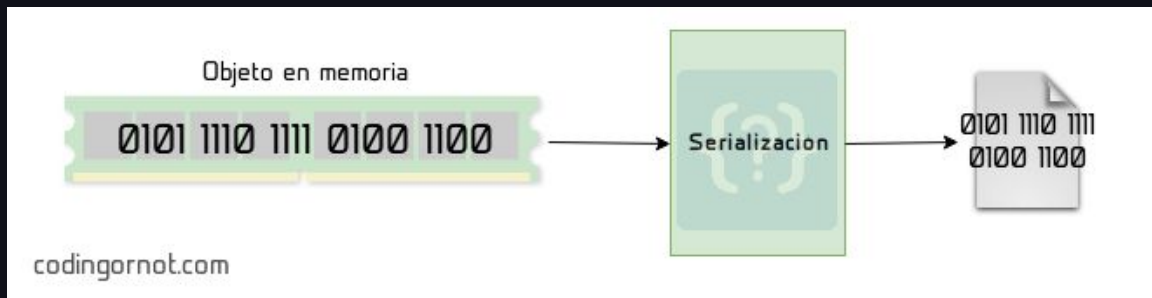 Objeto en memoria
0101 1110 1111 0100 1100
Serializacion
{?}
0101 1110 1111
0100 1100
codingornot.com